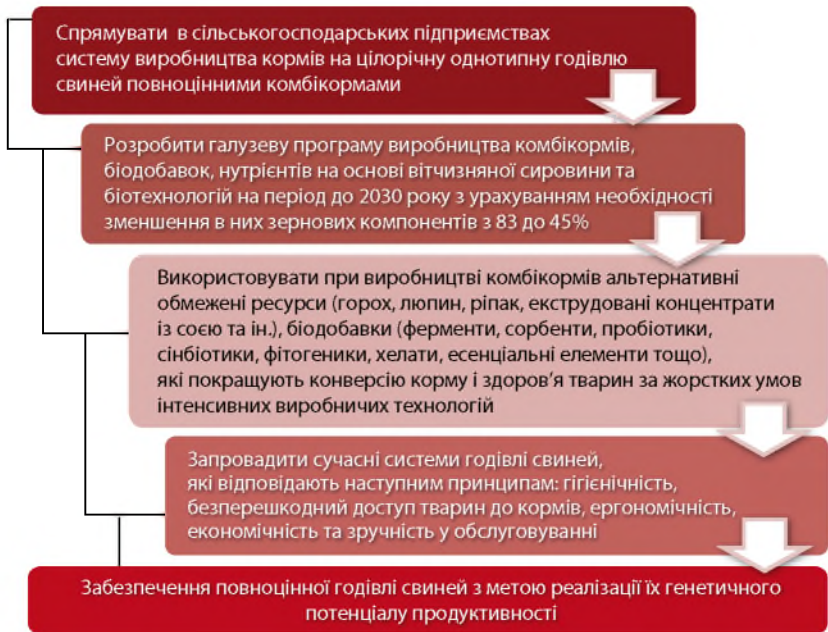 Спрямувати в сільськогосподарських підприємствах
систему виробництва кормів на цілорічну однотипну годівлю
свиней повноцінними комбікормами
Розробити галузеву програму виробництва комбікормів,
біодобавок, нутрієнтів на основі вітчизняної сировини та
біотехнологій на період до 2030 року з урахуванням необхідності
зменшення в них зернових компонентів з 83 до 45%
Використовувати при виробництві комбікормів альтернативні
обмежені ресурси (горох, люпин, ріпак, екструдовані концентрати
із соєю та ін.), біодобавки (ферменти, сорбенти, пробіотики,
сінбіотики, фітогеники, хелати, есенціальні елементи тощо),
які покращують конверсію корму і здоров’я тварин за жорстких умов
інтенсивних виробничих технологій
Запровадити сучасні системи годівлі свиней,
які відповідають наступним принципам: гігієнічність,
безперешкодний доступ тварин до кормів, ергономічність,
економічність та зручність у обслуговуванні
Забезпечення повноцінної годівлі свиней з метою реалізації їх генетичного
потенціалу продуктивності